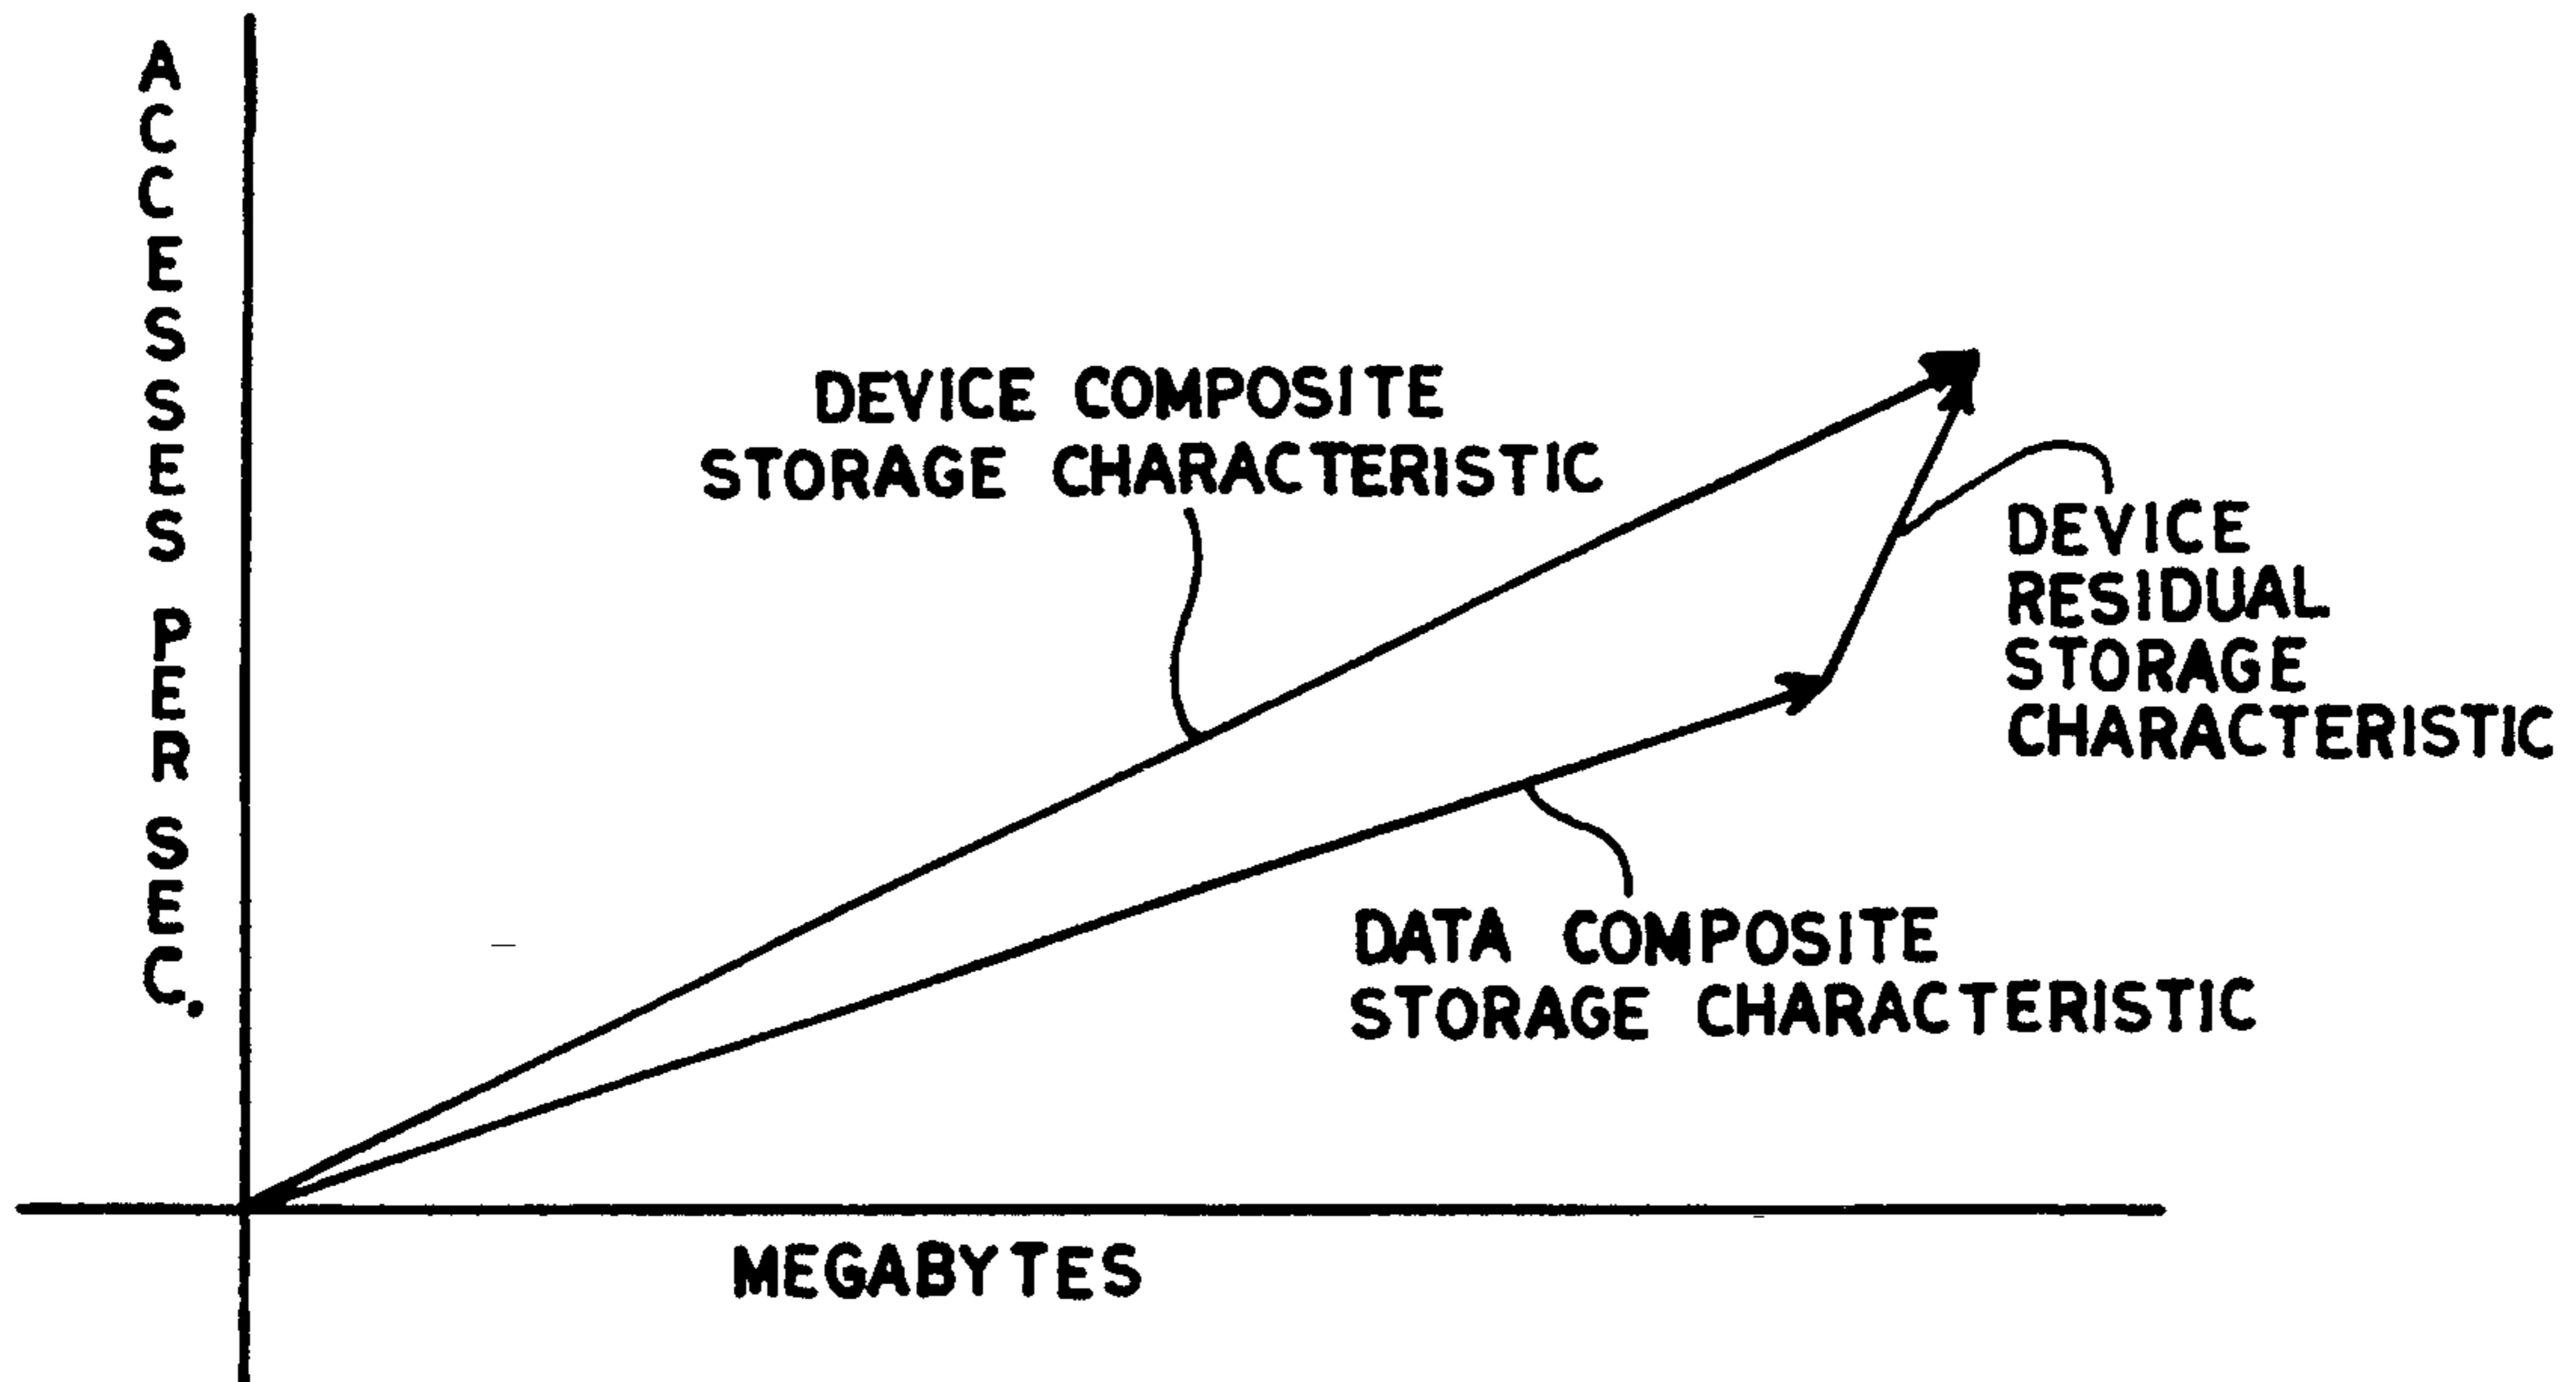 ACCESSES PER SEC.
DEVICE COMPOSITE
STORAGE CHARACTERISTIC
DEVICE
RESIDUAL
STORAGE
CHARACTERISTIC
DATA COMPOSITE
STORAGE CHARACTERISTIC
MEGABYTES